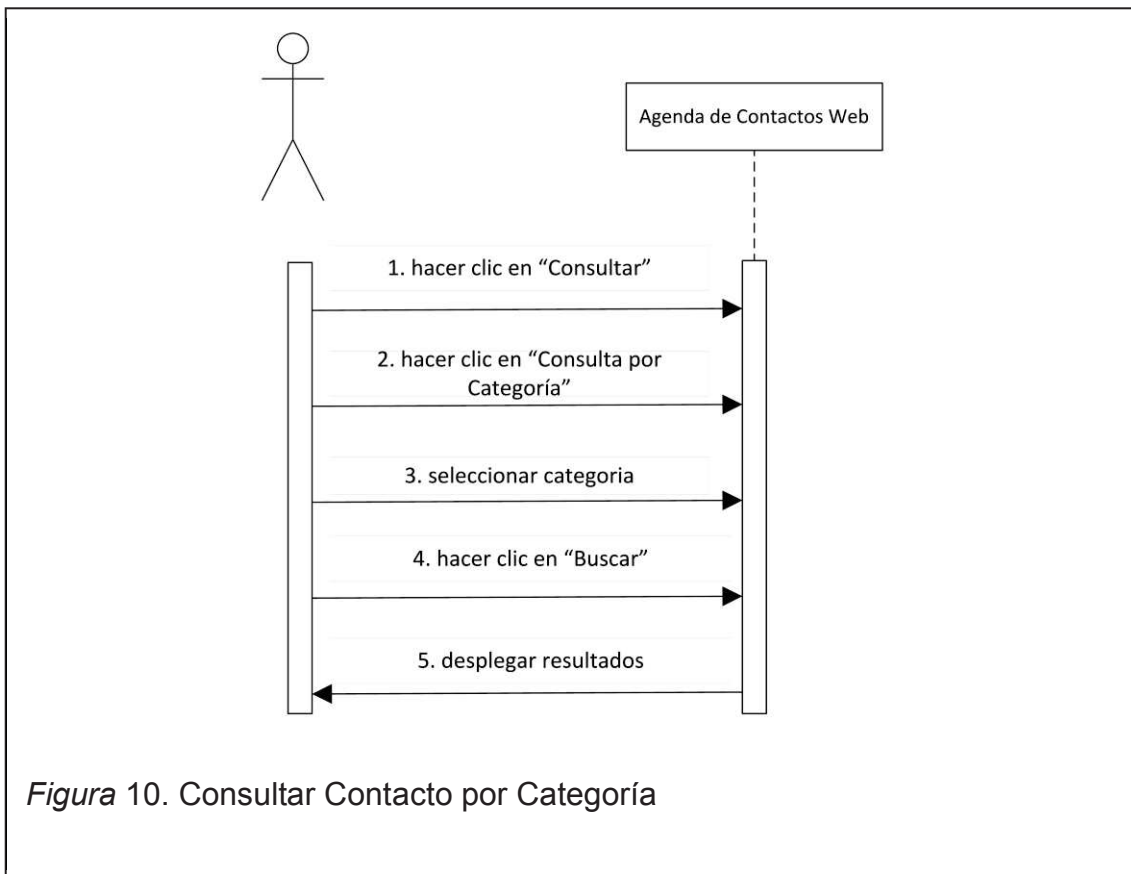 Agenda de Contactos Web
1. hacer clic en “Consultar”
2. hacer clic en “Consulta por
Categoría”
3. seleccionar categoria
4. hacer clic en “Buscar”
5. desplegar resultados
Figura 10. Consultar Contacto por Categoría